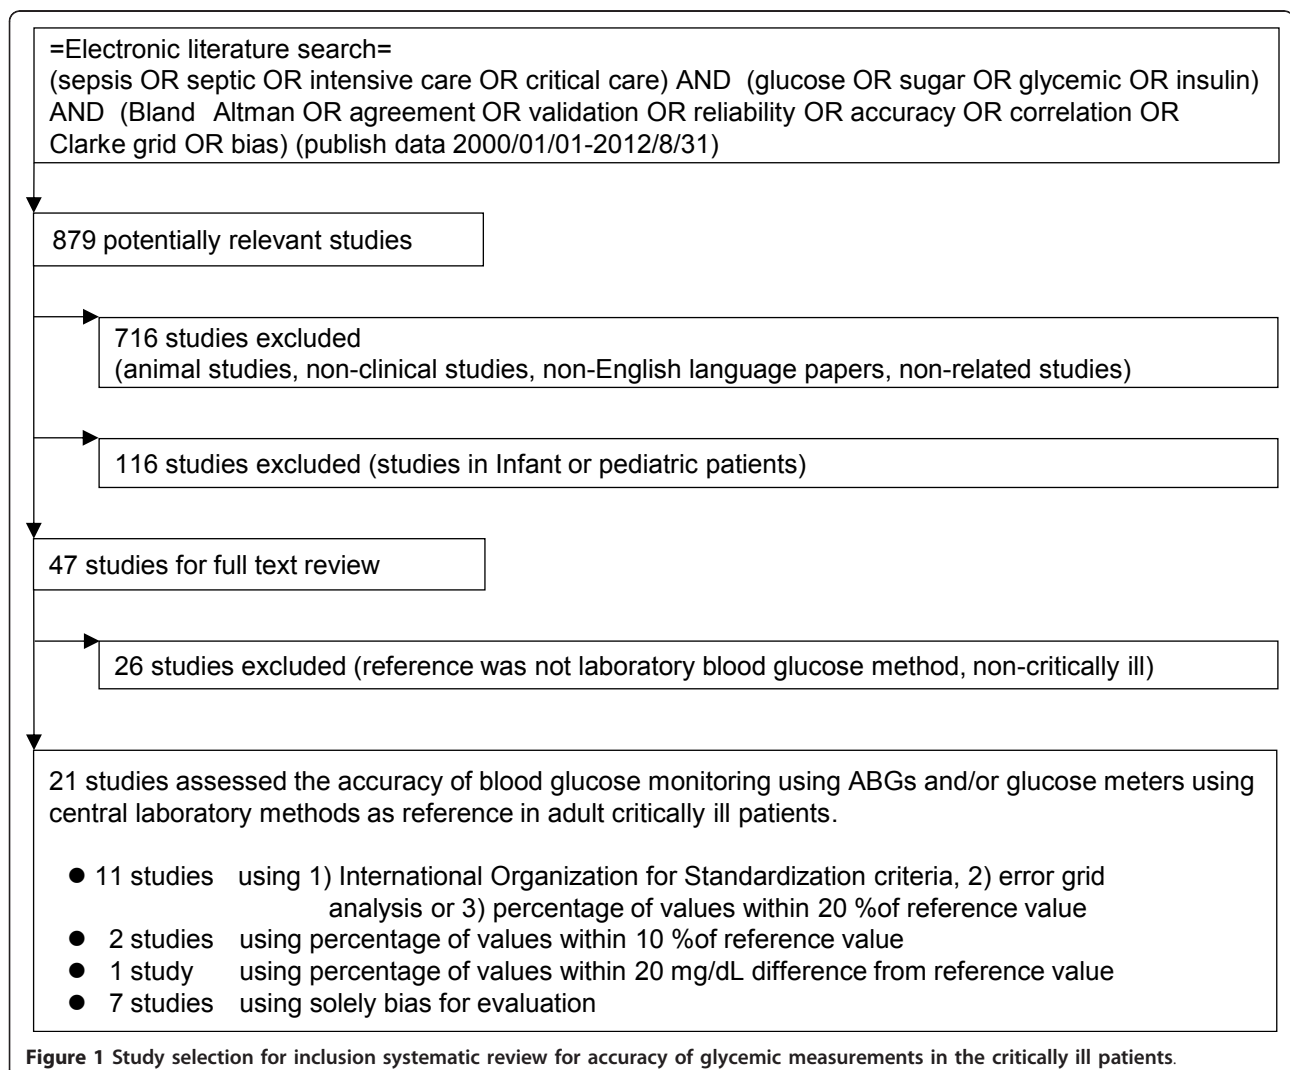 =Electronic literature search=
(sepsis OR septic OR intensive care OR critical care) AND (glucose OR sugar OR glycemic OR insulin)
AND (Bland Altman OR agreement OR validation OR reliability OR accuracy OR correlation OR
Clarke grid OR bias) (publish data 2000/01/01-2012/8/31)
879 potentially relevant studies
716 studies excluded
(animal studies, non-clinical studies, non-English language papers, non-related studies)
116 studies excluded (studies in Infant or pediatric patients)
47 studies for full text review
26 studies excluded (reference was not laboratory blood glucose method, non-critically ill)
21 studies assessed the accuracy of blood glucose monitoring using ABGs and/or glucose meters using
central laboratory methods as reference in adult critically ill patients.
● 11 studies using 1) International Organization for Standardization criteria, 2) error grid
analysis or 3) percentage of values within 20 %of reference value
● 2 studies using percentage of values within 10 %of reference value
● 1 study using percentage of values within 20 mg/dL difference from reference value
● 7 studies using solely bias for evaluation
Figure 1 Study selection for inclusion systematic review for accuracy of glycemic measurements in the critically ill patients.